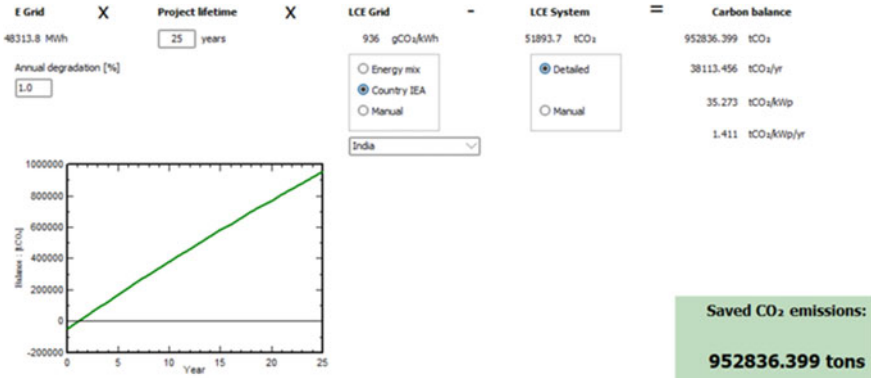 E Grid X Project lifetime X LCE Grid - LCE System = Carbon balance
48313.8 MWh 25 years 936 gCO₂/kWh 51893.7 tCO₂ 952836.399 tCO₂
Annual degradation [%] Energy mix Detailed 38113.456 tCO₂/yr
1.0 Country IEA
Manual Manual 35.273 tCO₂/kWp
1.411 tCO₂/kWp/yr
India
1000000
800000
600000
400000
200000
0
-200000
Balance : [tCO₂]
0 5 10 15 20 25
Year
Saved CO₂ emissions:
952836.399 tons